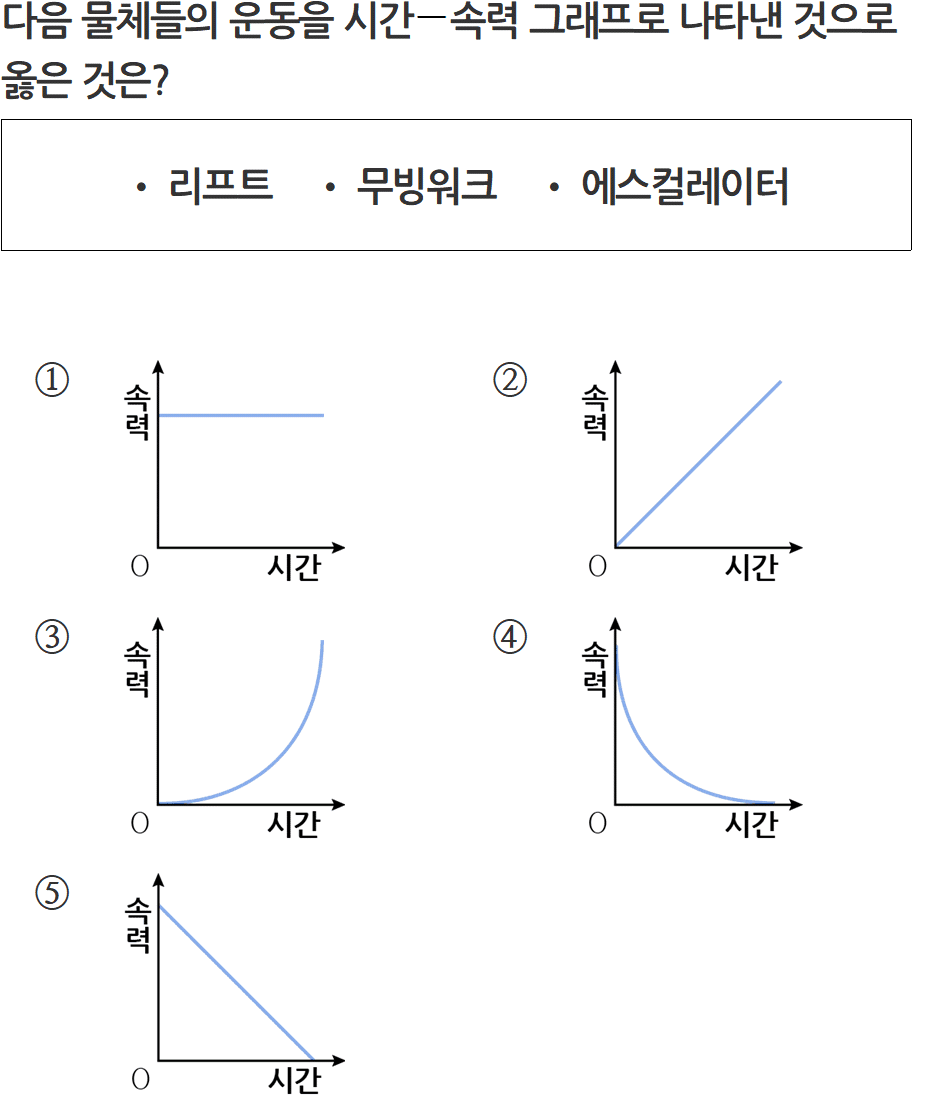 다음 물체들의 운동을 시간－속력 그래프로 나타낸 것으로
옳은 것은?
• 리프트 • 무빙워크 • 에스컬레이터
①
속력
O
시간
②
속력
O
시간
③
속력
O
시간
④
속력
O
시간
⑤
속력
O
시간